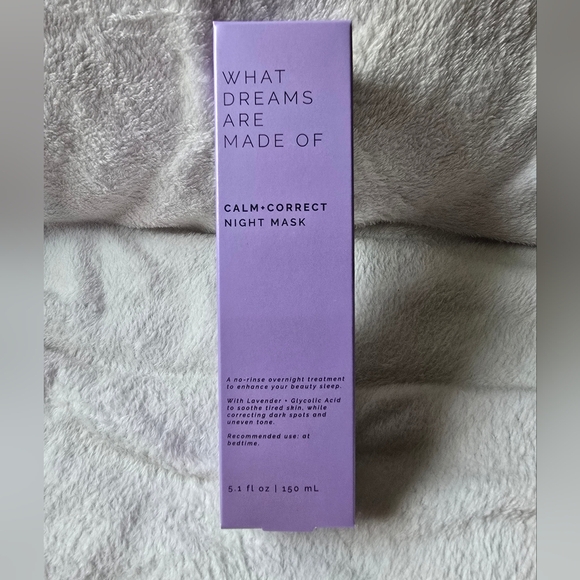 WHAT
DREAMS
ARE
MADE OF
CALM+CORRECT
NIGHT MASK
A no-rinse overnight treatment
to enhance your beauty sleep.
With Lavender + Glycolic Acid
to soothe tired skin, while
correcting dark spots and
uneven tone.
Recommended use: at
bedtime.
5.1 fl oz | 150 mL